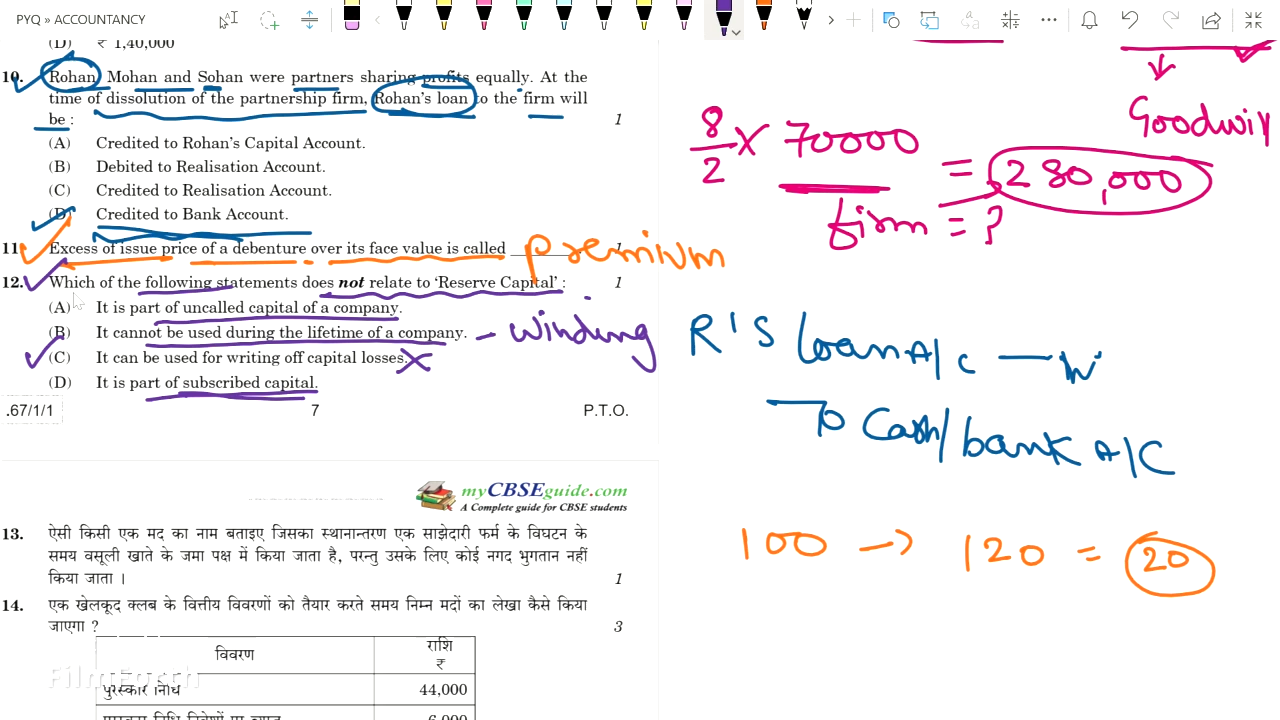 PYQ » ACCOUNTANCY
(D) ₹ 1,40,000
10. Rohan, Mohan and Sohan were partners sharing profits equally. At the
time of dissolution of the partnership firm, Rohan's loan to the firm will
be : 1
(A) Credited to Rohan's Capital Account.
(B) Debited to Realisation Account.
(C) Credited to Realisation Account.
(D) Credited to Bank Account.
11. Excess of issue price of a debenture over its face value is called premium 1
12. Which of the following statements does not relate to 'Reserve Capital' : 1
(A) It is part of uncalled capital of a company.
(B) It cannot be used during the lifetime of a company. - winding
(C) It can be used for writing off capital losses. X
(D) It is part of subscribed capital.
.67/1/1 7 P.T.O.
myCBSEguide.com
A Complete guide for CBSE students
13. ऐसी किसी एक मद का नाम बताइए जिसका स्थानान्तरण एक साझेदारी फर्म के विघटन के
समय वसूली खाते के जमा पक्ष में किया जाता है, परन्तु उसके लिए कोई नगद भुगतान नहीं
किया जाता । 1
14. एक खेलकूद क्लब के वित्तीय विवरणों को तैयार करते समय निम्न मदों का लेखा कैसे किया
जाएगा ? 3
विवरण राशि
₹
पुरस्कार निधि 44,000
6,000
FilmForth
Goodwill
8/2 × 70000 = 280,000
firm = ?
R'S loan A/c —
To Cash/bank A/C
100 → 120 = 20